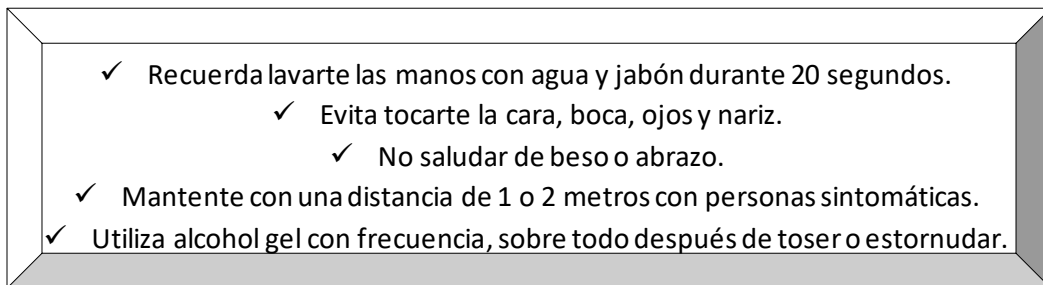 ✓ Recuerda lavarte las manos con agua y jabón durante 20 segundos.
✓ Evita tocarte la cara, boca, ojos y nariz.
✓ No saludar de beso o abrazo.
✓ Mantente con una distancia de 1 o 2 metros con personas sintomáticas.
✓ Utiliza alcohol gel con frecuencia, sobre todo después de toser o estornudar.